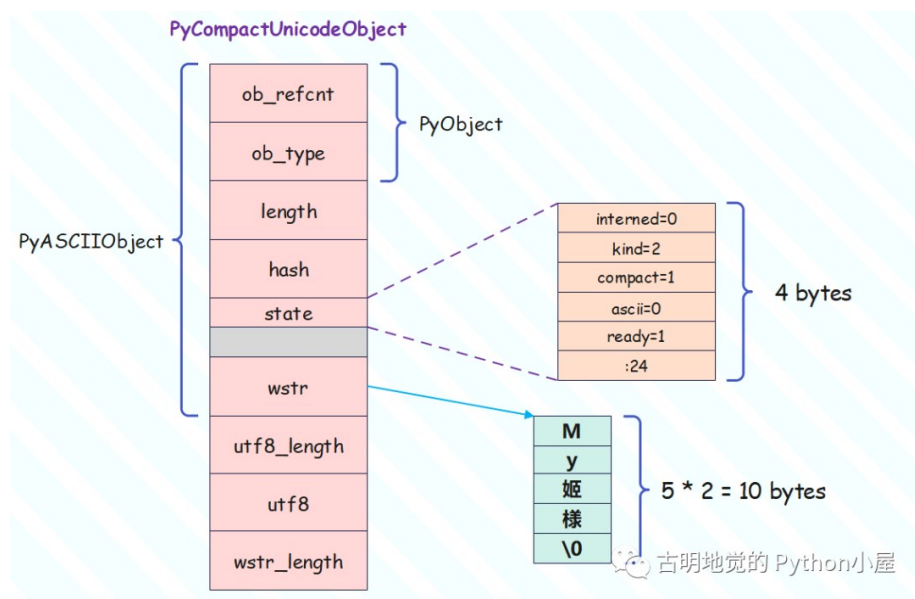 PyCompactUnicodeObject
ob_refcnt
PyObject
ob_type
length
PyASCIIObject
hash
state
wstr
utf8_length
utf8
wstr_length
interned=0
kind=2
compact=1
ascii=0
ready=1
:24
4 bytes
M
y
姬
様
\0
5 * 2 = 10 bytes
古明地觉的 Python小屋